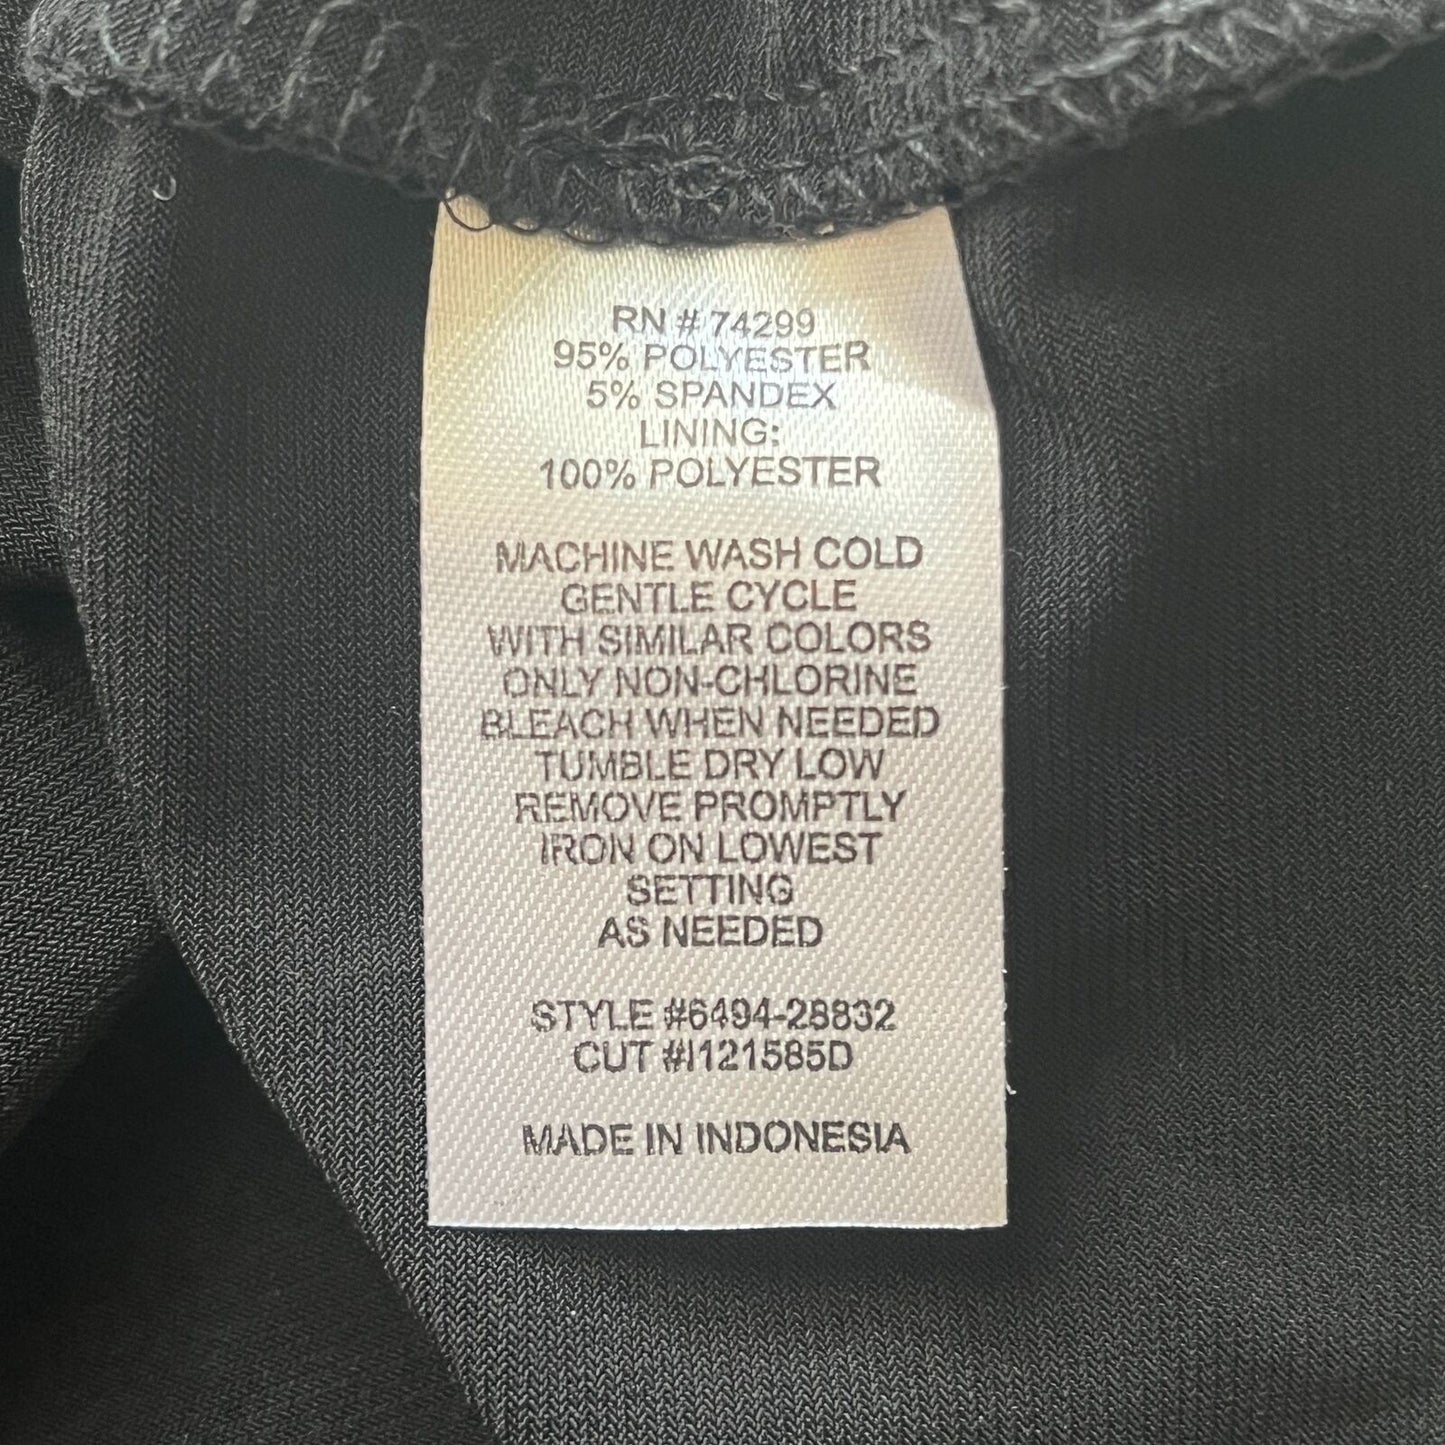 RN # 74299
95% POLYESTER
5% SPANDEX
LINING:
100% POLYESTER
MACHINE WASH COLD
GENTLE CYCLE
WITH SIMILAR COLORS
ONLY NON-CHLORINE
BLEACH WHEN NEEDED
TUMBLE DRY LOW
REMOVE PROMPTLY
IRON ON LOWEST
SETTING
AS NEEDED
STYLE #6494-28832
CUT #I121585D
MADE IN INDONESIA